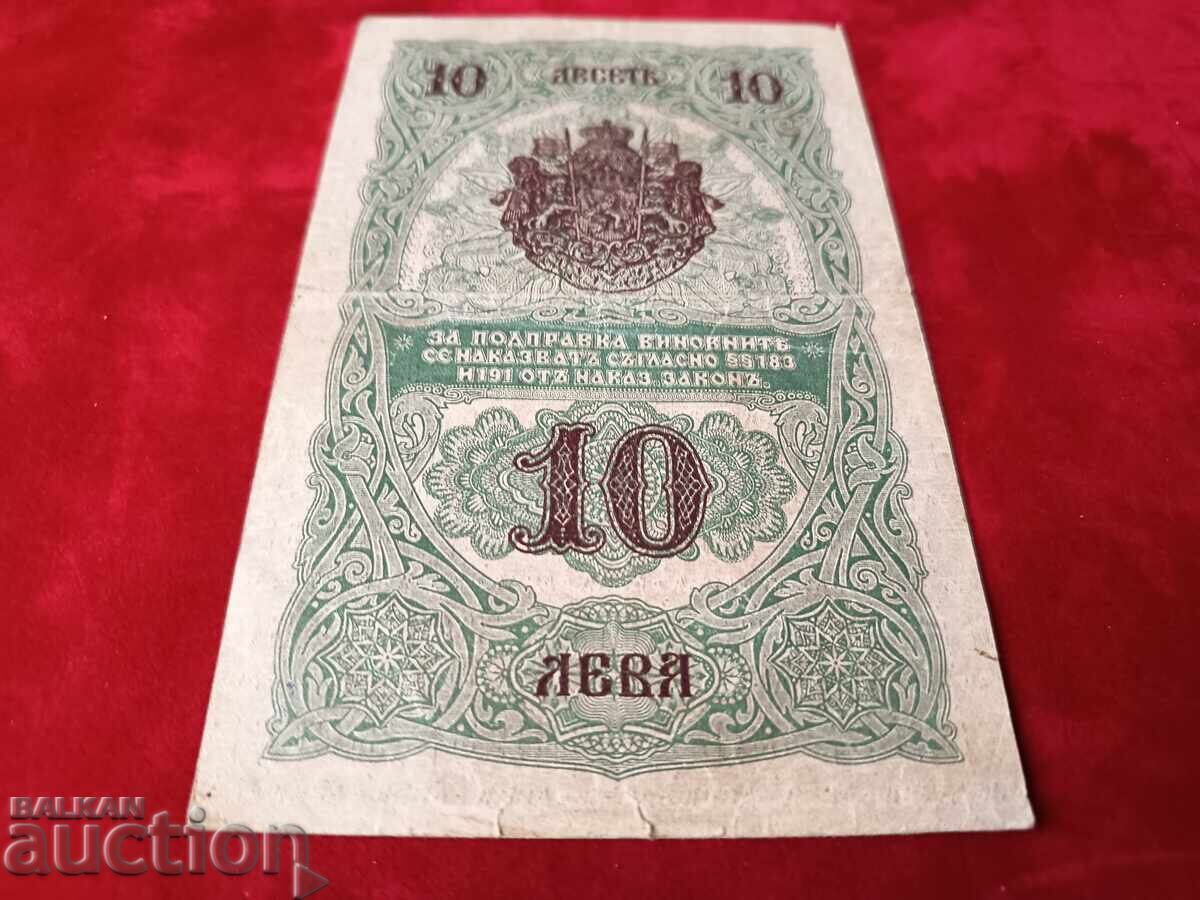 10 ДЕСЕТЬ 10
ЗА ПОДПРАВКА ВИНОВНИТѢ
СЕ НАКАЗВАТЪ СЪГЛАСНО §§ 183
И 191 ОТЪ НАКАЗ. ЗАКОНЪ.
10
ЛЕВА
BALKAN
auction